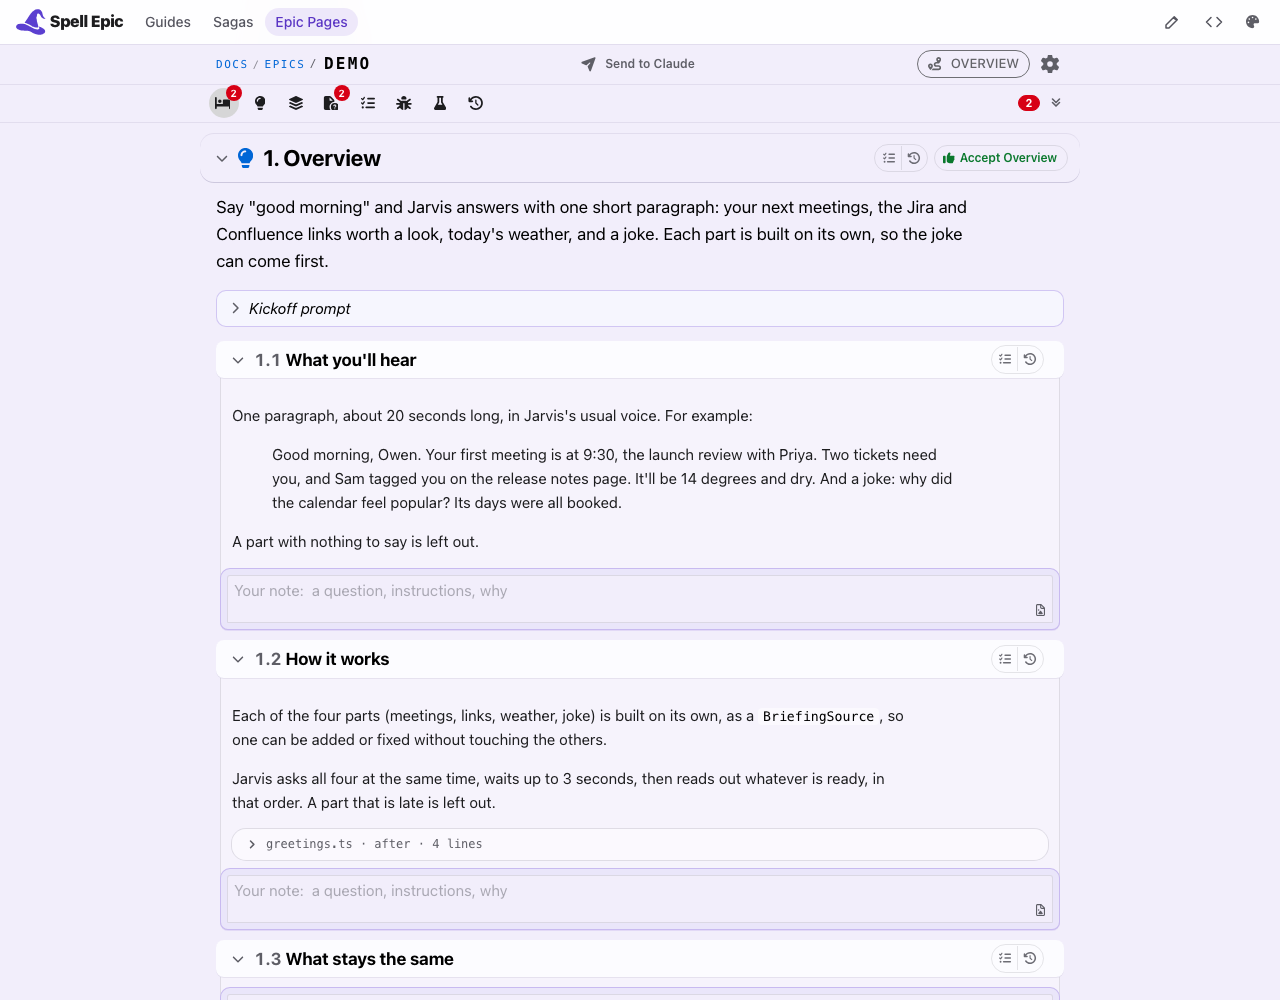 Spell Epic Guides Sagas Epic Pages
DOCS / EPICS / DEMO Send to Claude OVERVIEW
2 2 2
1. Overview Accept Overview
Say "good morning" and Jarvis answers with one short paragraph: your next meetings, the Jira and
Confluence links worth a look, today's weather, and a joke. Each part is built on its own, so the joke
can come first.
Kickoff prompt
1.1 What you'll hear
One paragraph, about 20 seconds long, in Jarvis's usual voice. For example:
Good morning, Owen. Your first meeting is at 9:30, the launch review with Priya. Two tickets need
you, and Sam tagged you on the release notes page. It'll be 14 degrees and dry. And a joke: why did
the calendar feel popular? Its days were all booked.
A part with nothing to say is left out.
Your note: a question, instructions, why
1.2 How it works
Each of the four parts (meetings, links, weather, joke) is built on its own, as a BriefingSource, so
one can be added or fixed without touching the others.
Jarvis asks all four at the same time, waits up to 3 seconds, then reads out whatever is ready, in
that order. A part that is late is left out.
greetings.ts · after · 4 lines
Your note: a question, instructions, why
1.3 What stays the same